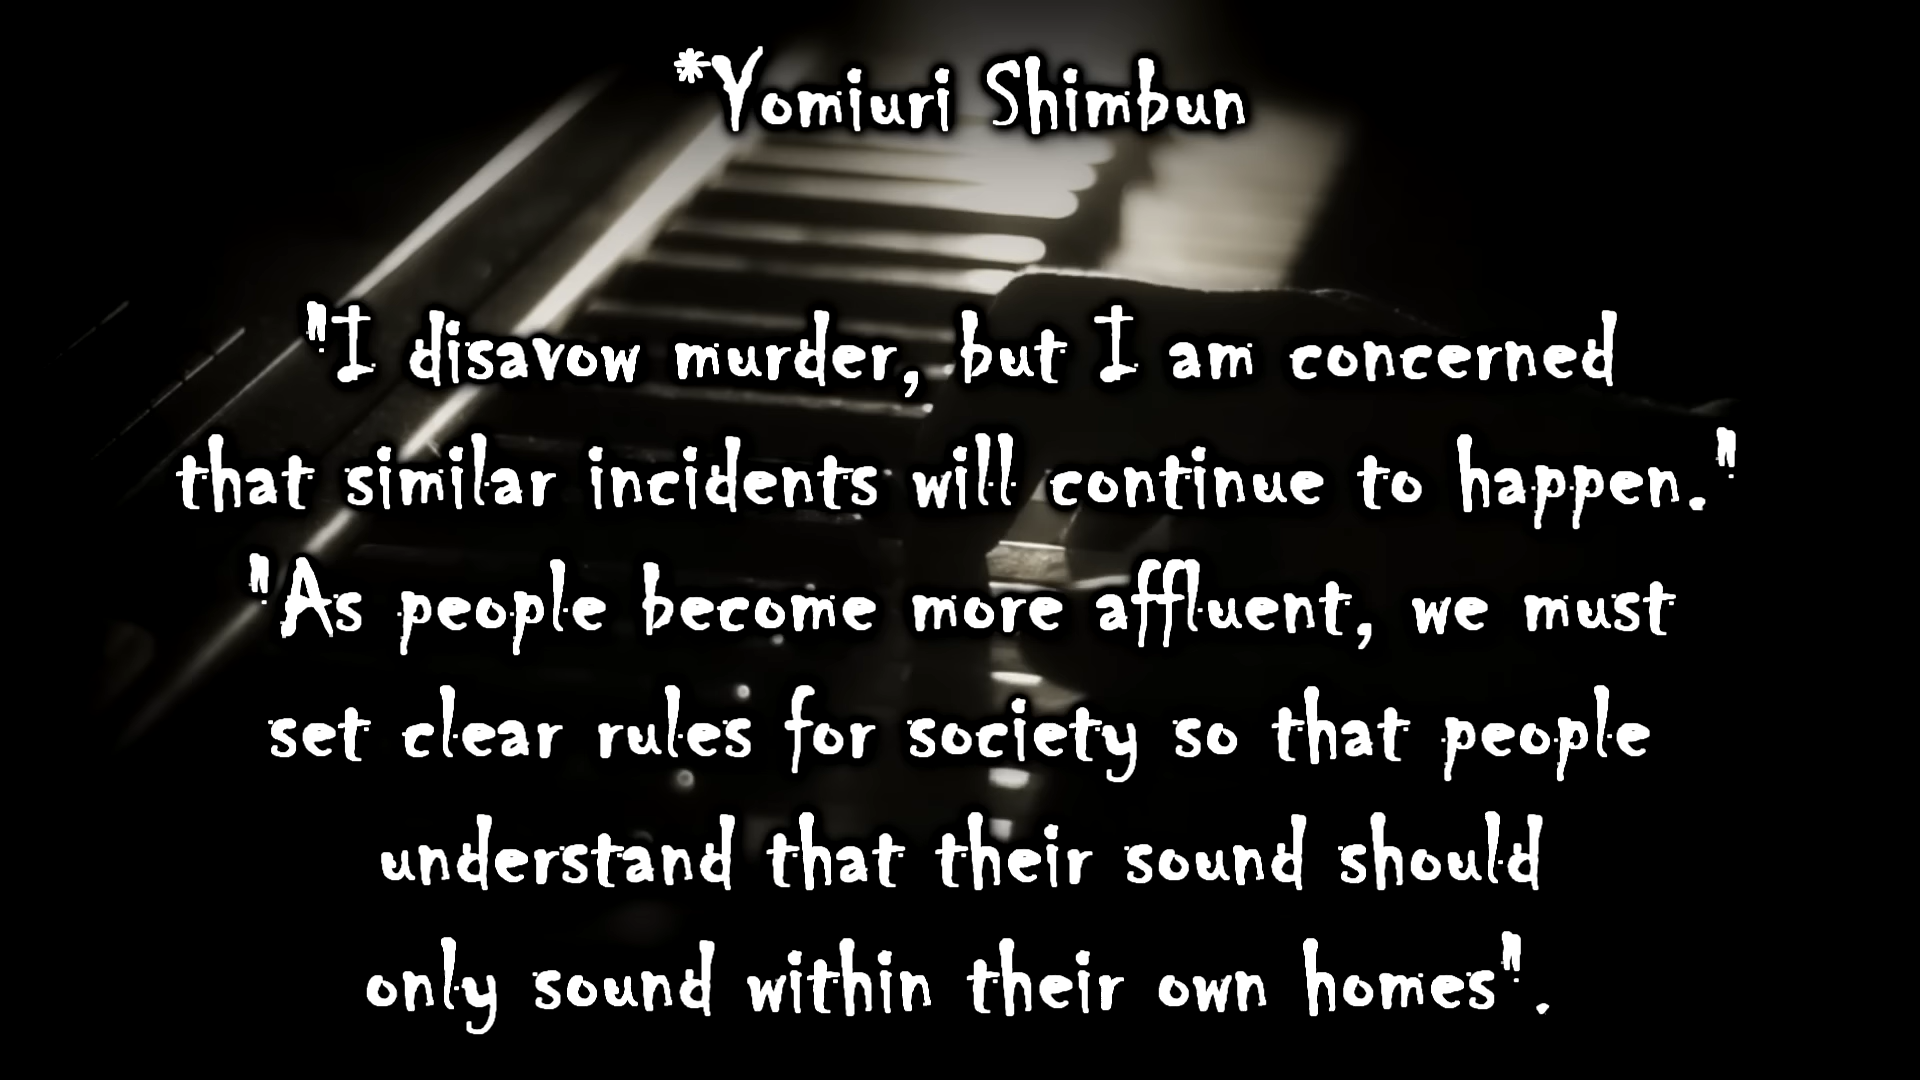 *Yomiuri Shimbun
"I disavow murder, but I am concerned
that similar incidents will continue to happen."
"As people become more affluent, we must
set clear rules for society so that people
understand that their sound should
only sound within their own homes".